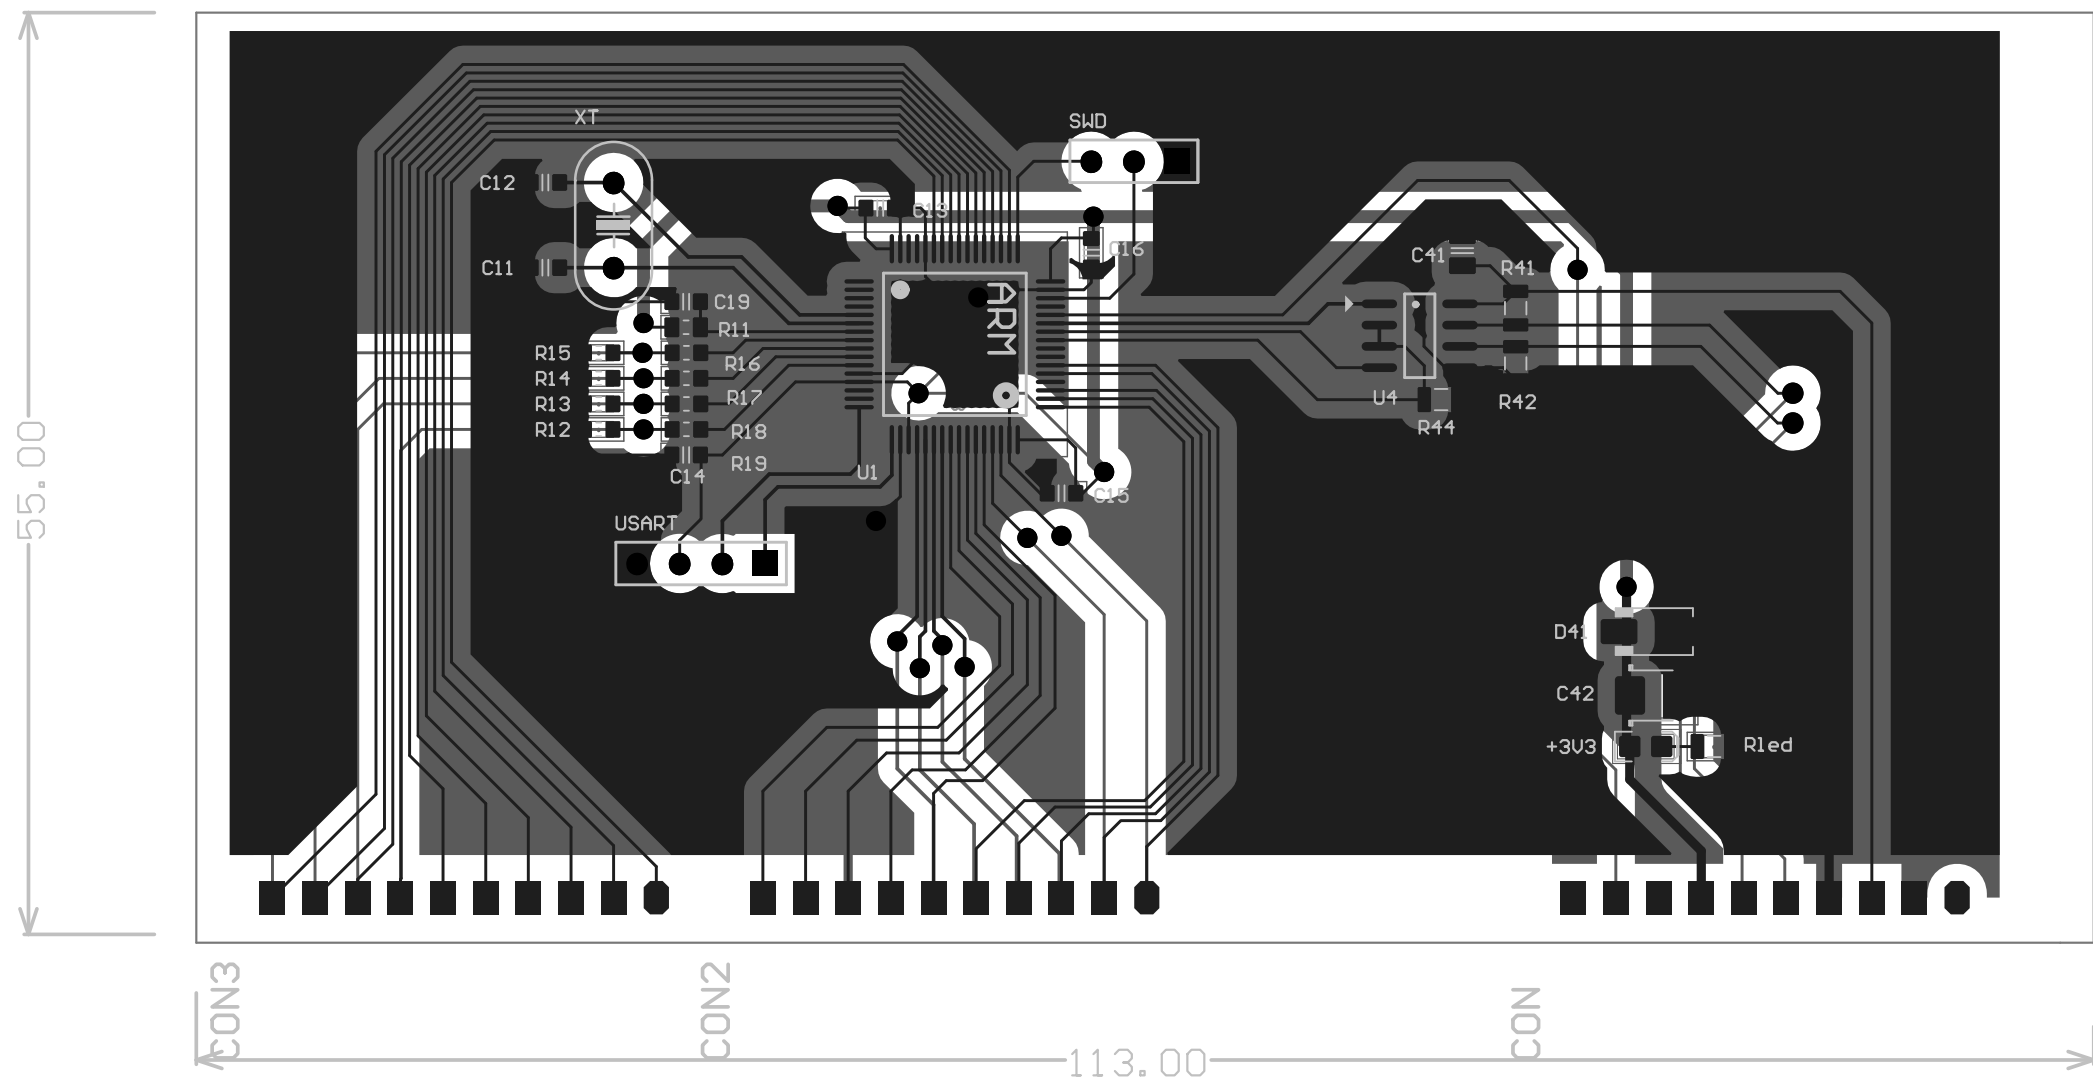 XT
SWD
C12
C13
C16
C41
C11
R41
C19
ARM
R11
R15
R16
R14
R17
U4
R42
R13
R12
R18
R44
R19
C14
U1
C15
USART
55.00
D41
C42
+3V3
Rled
CON3
CON2
CON
113.00